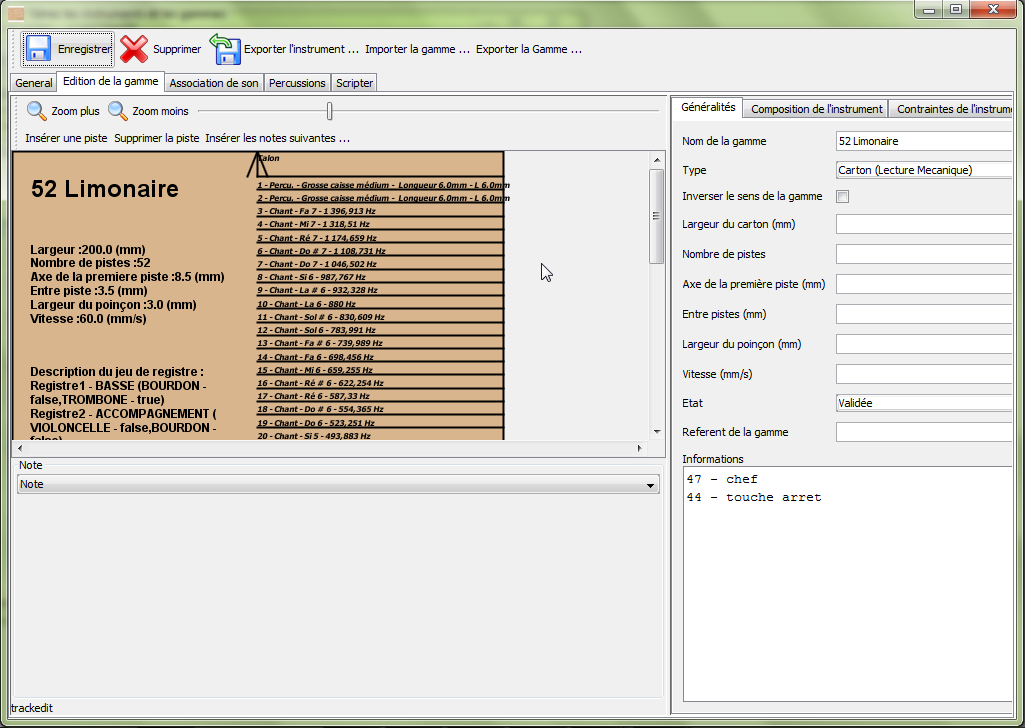 Enregistrer Supprimer Exporter l'instrument ... Importer la gamme ... Exporter la Gamme ...
General Edition de la gamme Association de son Percussions Scripter
Zoom plus Zoom moins
Insérer une piste Supprimer la piste Insérer les notes suivantes ...
52 Limonaire
Largeur :200.0 (mm)
Nombre de pistes :52
Axe de la premiere piste :8.5 (mm)
Entre piste :3.5 (mm)
Largeur du poinçon :3.0 (mm)
Vitesse :60.0 (mm/s)
Description du jeu de registre :
Registre1 - BASSE (BOURDON -
false,TROMBONE - true)
Registre2 - ACCOMPAGNEMENT (
VIOLONCELLE - false,BOURDON -
false)
Talon
1 - Percu. - Grosse caisse médium - Longueur 6,0mm - L 6.0mm
2 - Percu. - Grosse caisse médium - Longueur 6,0mm - L 6.0mm
3 - Chant - Fa 7 - 1 396,913 Hz
4 - Chant - Mi 7 - 1 318,51 Hz
5 - Chant - Ré 7 - 1 174,659 Hz
6 - Chant - Do # 7 - 1 108,731 Hz
7 - Chant - Do 7 - 1 046,502 Hz
8 - Chant - Si 6 - 987,767 Hz
9 - Chant - La # 6 - 932,328 Hz
10 - Chant - La 6 - 880 Hz
11 - Chant - Sol # 6 - 830,609 Hz
12 - Chant - Sol 6 - 783,991 Hz
13 - Chant - Fa # 6 - 739,989 Hz
14 - Chant - Fa 6 - 698,456 Hz
15 - Chant - Mi 6 - 659,255 Hz
16 - Chant - Ré # 6 - 622,254 Hz
17 - Chant - Ré 6 - 587,33 Hz
18 - Chant - Do # 6 - 554,365 Hz
19 - Chant - Do 6 - 523,251 Hz
20 - Chant - Si 5 - 493,883 Hz
Note
Note
trackedit
Généralités Composition de l'instrument Contraintes de l'instrum
Nom de la gamme 52 Limonaire
Type Carton (Lecture Mecanique)
Inverser le sens de la gamme
Largeur du carton (mm)
Nombre de pistes
Axe de la première piste (mm)
Entre pistes (mm)
Largeur du poinçon (mm)
Vitesse (mm/s)
Etat Validée
Referent de la gamme
Informations
47 - chef
44 - touche arret